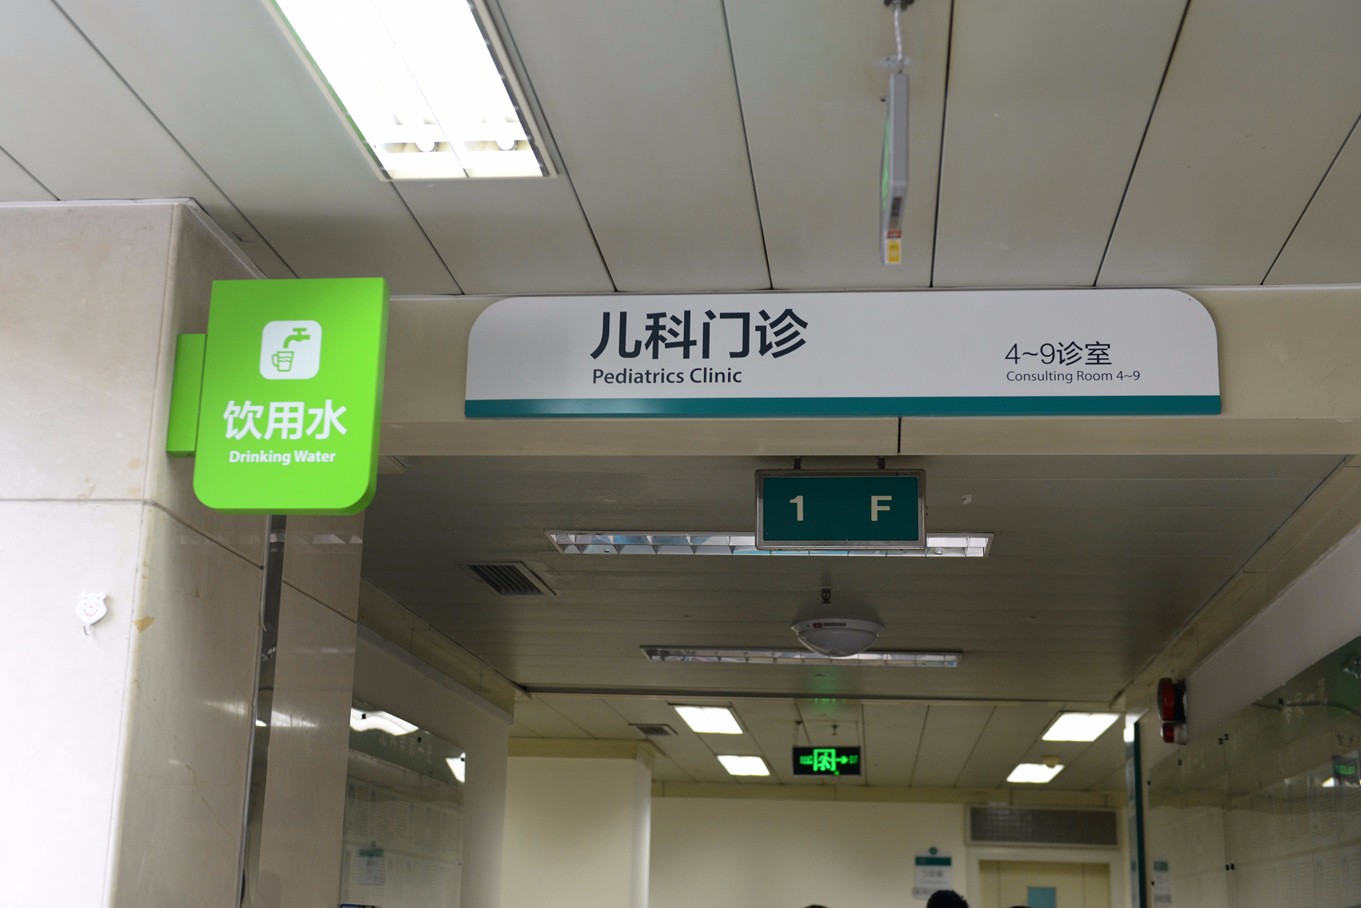 儿科门诊
Pediatrics Clinic
4~9诊室
Consulting Room 4~9
饮用水
Drinking Water
1 F